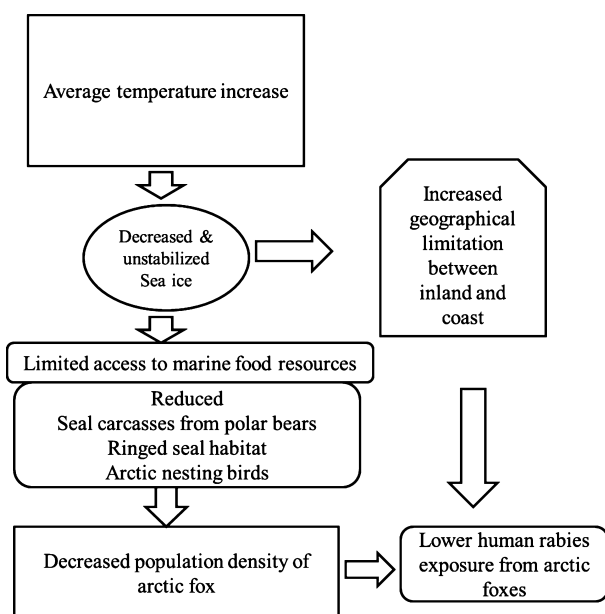 Average temperature increase
Decreased &
unstabilized
Sea ice
Increased
geographical
limitation
between
inland and
coast
Limited access to marine food resources
Reduced
Seal carcasses from polar bears
Ringed seal habitat
Arctic nesting birds
Decreased population density of
arctic fox
Lower human rabies
exposure from arctic
foxes